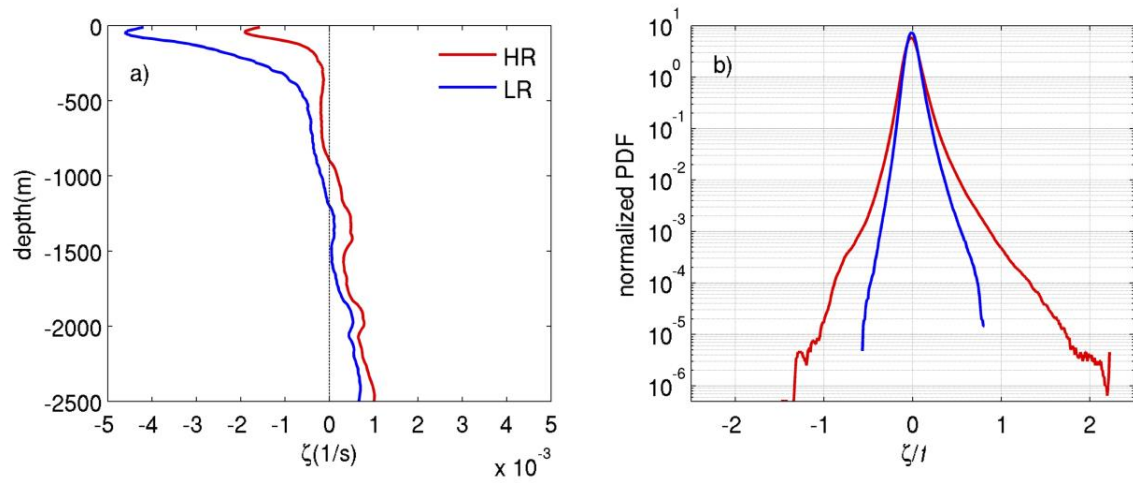 a)
HR
LR
0
-500
-1000
-1500
-2000
-2500
depth(m)
-5 -4 -3 -2 -1 0 1 2 3 4 5
ζ(1/s)
x 10^-3
b)
10^1
10^0
10^-1
10^-2
10^-3
10^-4
10^-5
10^-6
normalized PDF
-2 -1 0 1 2
ζ/f